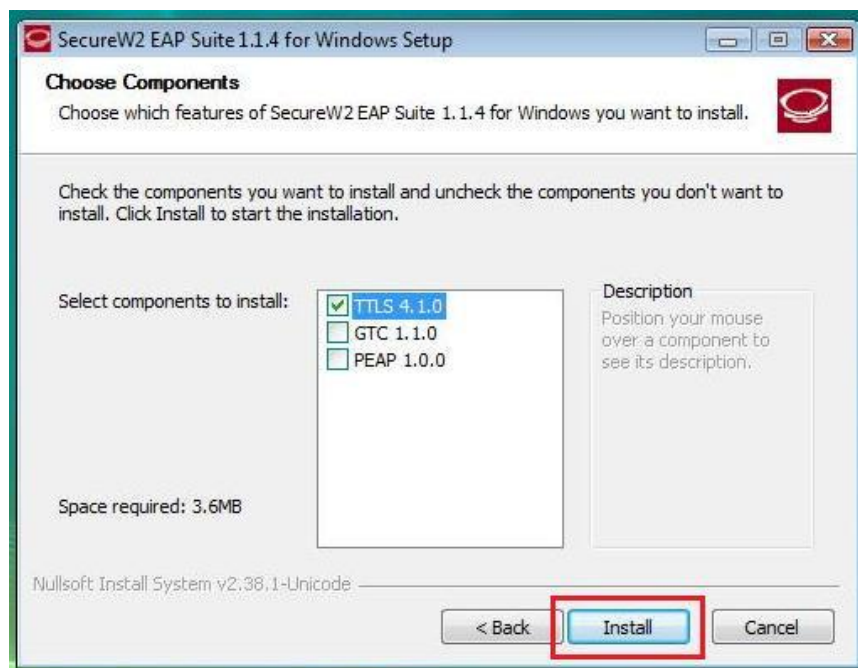 SecureW2 EAP Suite 1.1.4 for Windows Setup
Choose Components
Choose which features of SecureW2 EAP Suite 1.1.4 for Windows you want to install.
Check the components you want to install and uncheck the components you don't want to
install. Click Install to start the installation.
Select components to install:
TTLS 4.1.0
GTC 1.1.0
PEAP 1.0.0
Description
Position your mouse
over a component to
see its description.
Space required: 3.6MB
Nullsoft Install System v2.38.1-Unicode
< Back Install Cancel